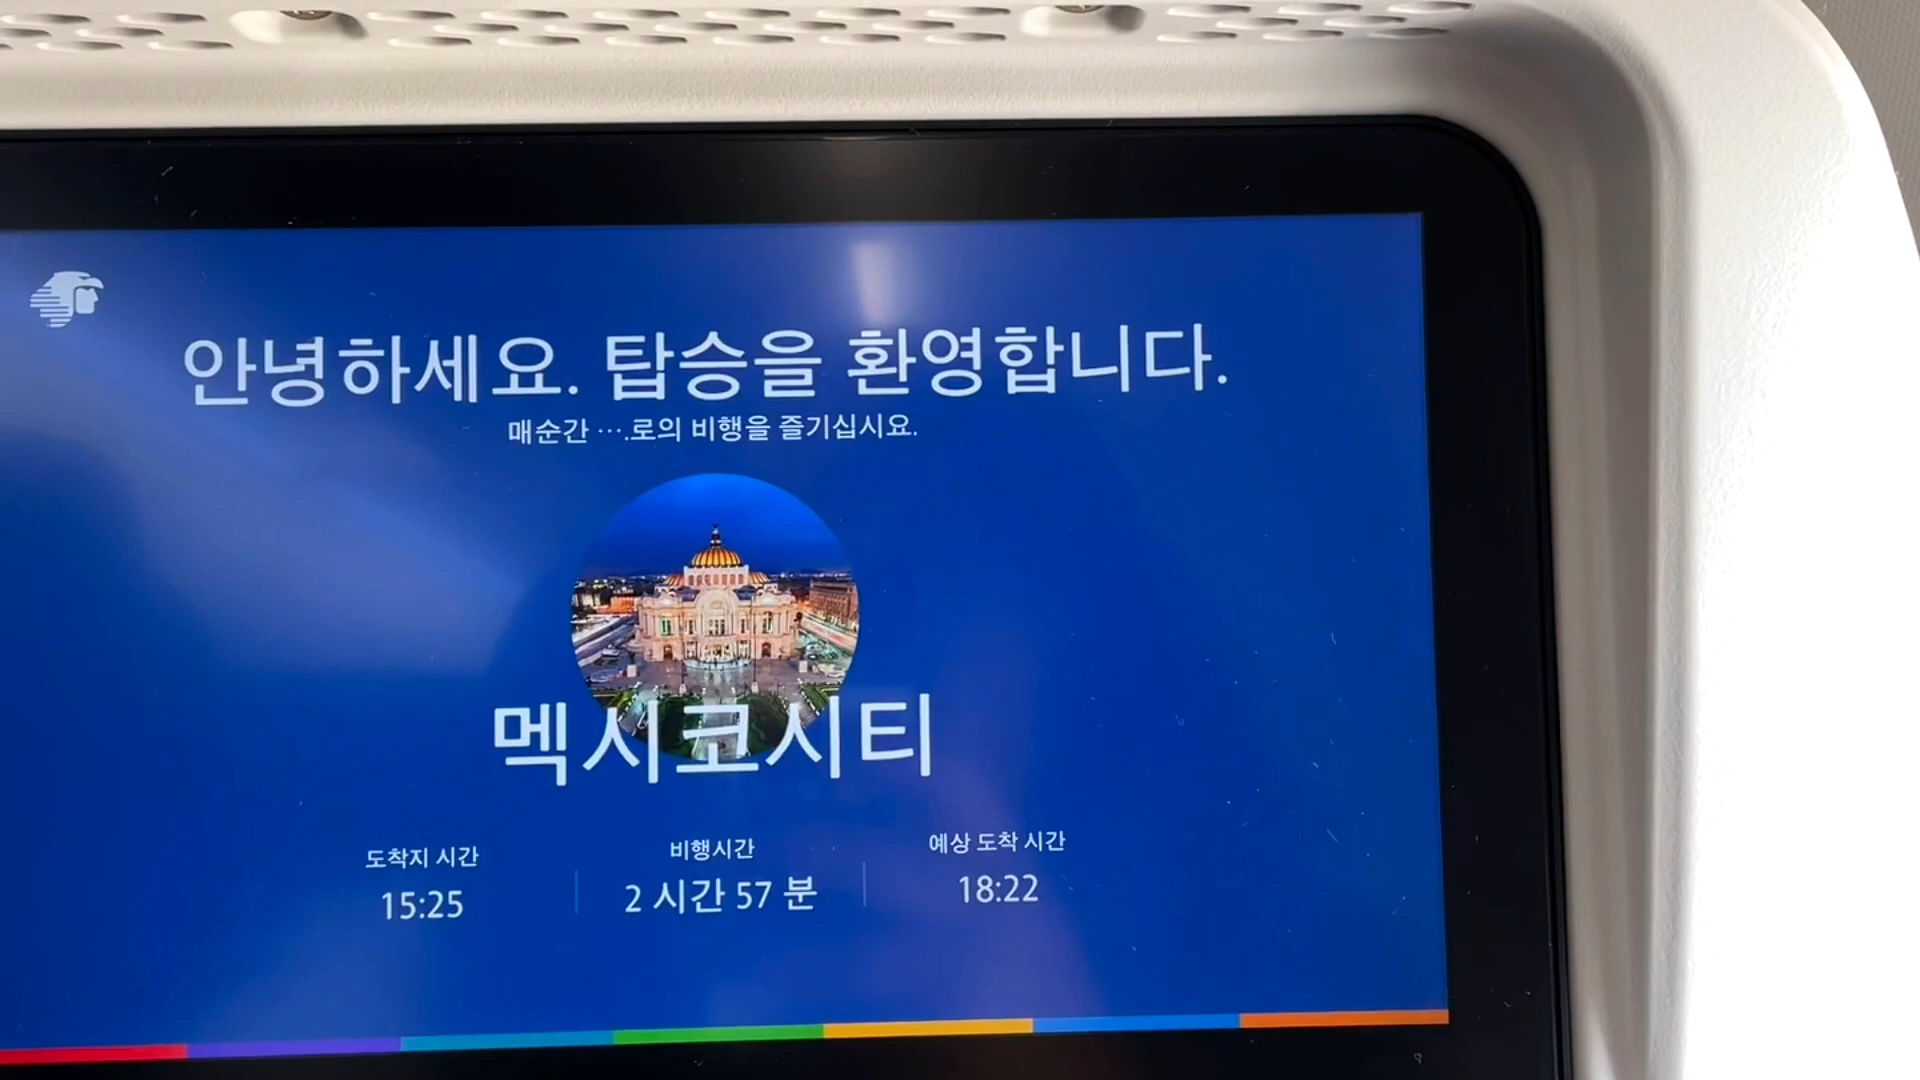 안녕하세요. 탑승을 환영합니다.
매순간 ….로의 비행을 즐기십시요.
멕시코시티
도착지 시간
15:25
비행시간
2 시간 57 분
예상 도착 시간
18:22